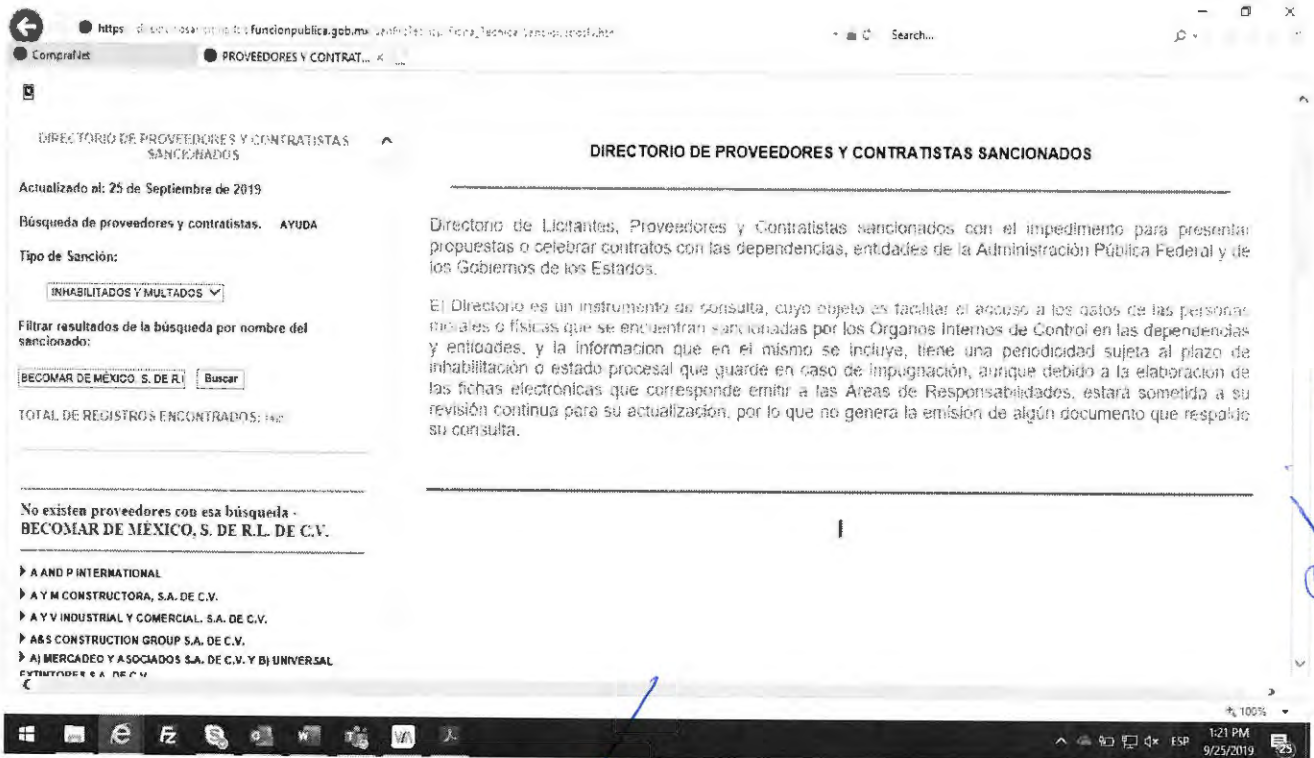 https
funcionpublica.gob.mx
Search...
CompraNet
PROVEEDORES Y CONTRAT...
DIRECTORIO DE PROVEEDORES Y CONTRATISTAS
SANCIONADOS
Actualizado al: 25 de Septiembre de 2019
Búsqueda de proveedores y contratistas. AYUDA
Tipo de Sanción:
INHABILITADOS Y MULTADOS
Filtrar resultados de la búsqueda por nombre del
sancionado:
BECOMAR DE MÉXICO, S. DE R.L Buscar
TOTAL DE REGISTROS ENCONTRADOS:
No existen proveedores con esa búsqueda -
BECOMAR DE MÉXICO, S. DE R.L. DE C.V.
A AND P INTERNATIONAL
A Y M CONSTRUCTORA, S.A. DE C.V.
A Y V INDUSTRIAL Y COMERCIAL, S.A. DE C.V.
A&S CONSTRUCTION GROUP S.A. DE C.V.
A) MERCADEO Y ASOCIADOS S.A. DE C.V. Y B) UNIVERSAL
EXTINTORES S.A. DE C.V.
DIRECTORIO DE PROVEEDORES Y CONTRATISTAS SANCIONADOS
Directorio de Licitantes, Proveedores y Contratistas sancionados con el impedimento para presentar
propuestas o celebrar contratos con las dependencias, entidades de la Administración Pública Federal y de
los Gobiernos de los Estados.
El Directorio es un instrumento de consulta, cuyo objeto es facilitar el acceso a los datos de las personas
morales o físicas que se encuentran sancionadas por los Órganos Internos de Control en las dependencias
y entidades, y la información que en el mismo se incluye, tiene una periodicidad sujeta al plazo de
inhabilitación o estado procesal que guarde en caso de impugnación, aunque debido a la elaboración de
las fichas electrónicas que corresponde emitir a las Áreas de Responsabilidades, estará sometido a su
revisión continua para su actualización, por lo que no genera la emisión de algún documento que respalde
su consulta.
100%
ESP
1:21 PM
9/25/2019
25